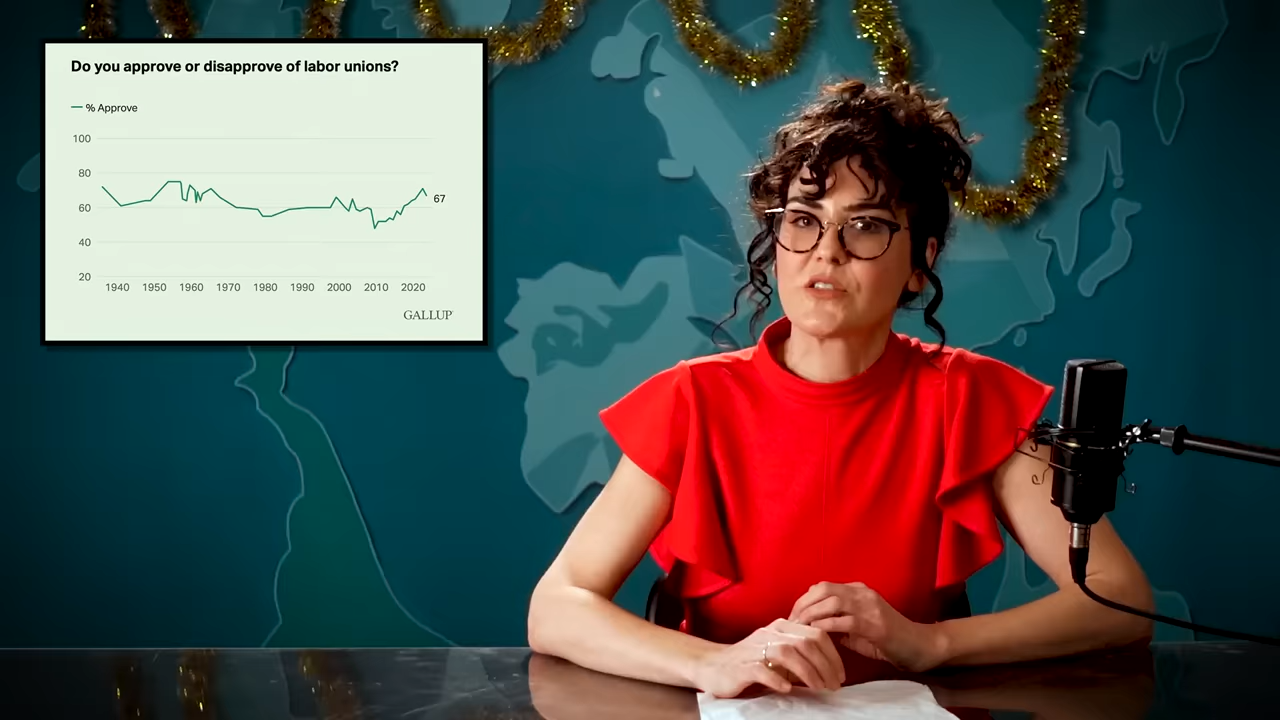 Do you approve or disapprove of labor unions?
% Approve
100
80
60
40
20
67
1940 1950 1960 1970 1980 1990 2000 2010 2020
GALLUP